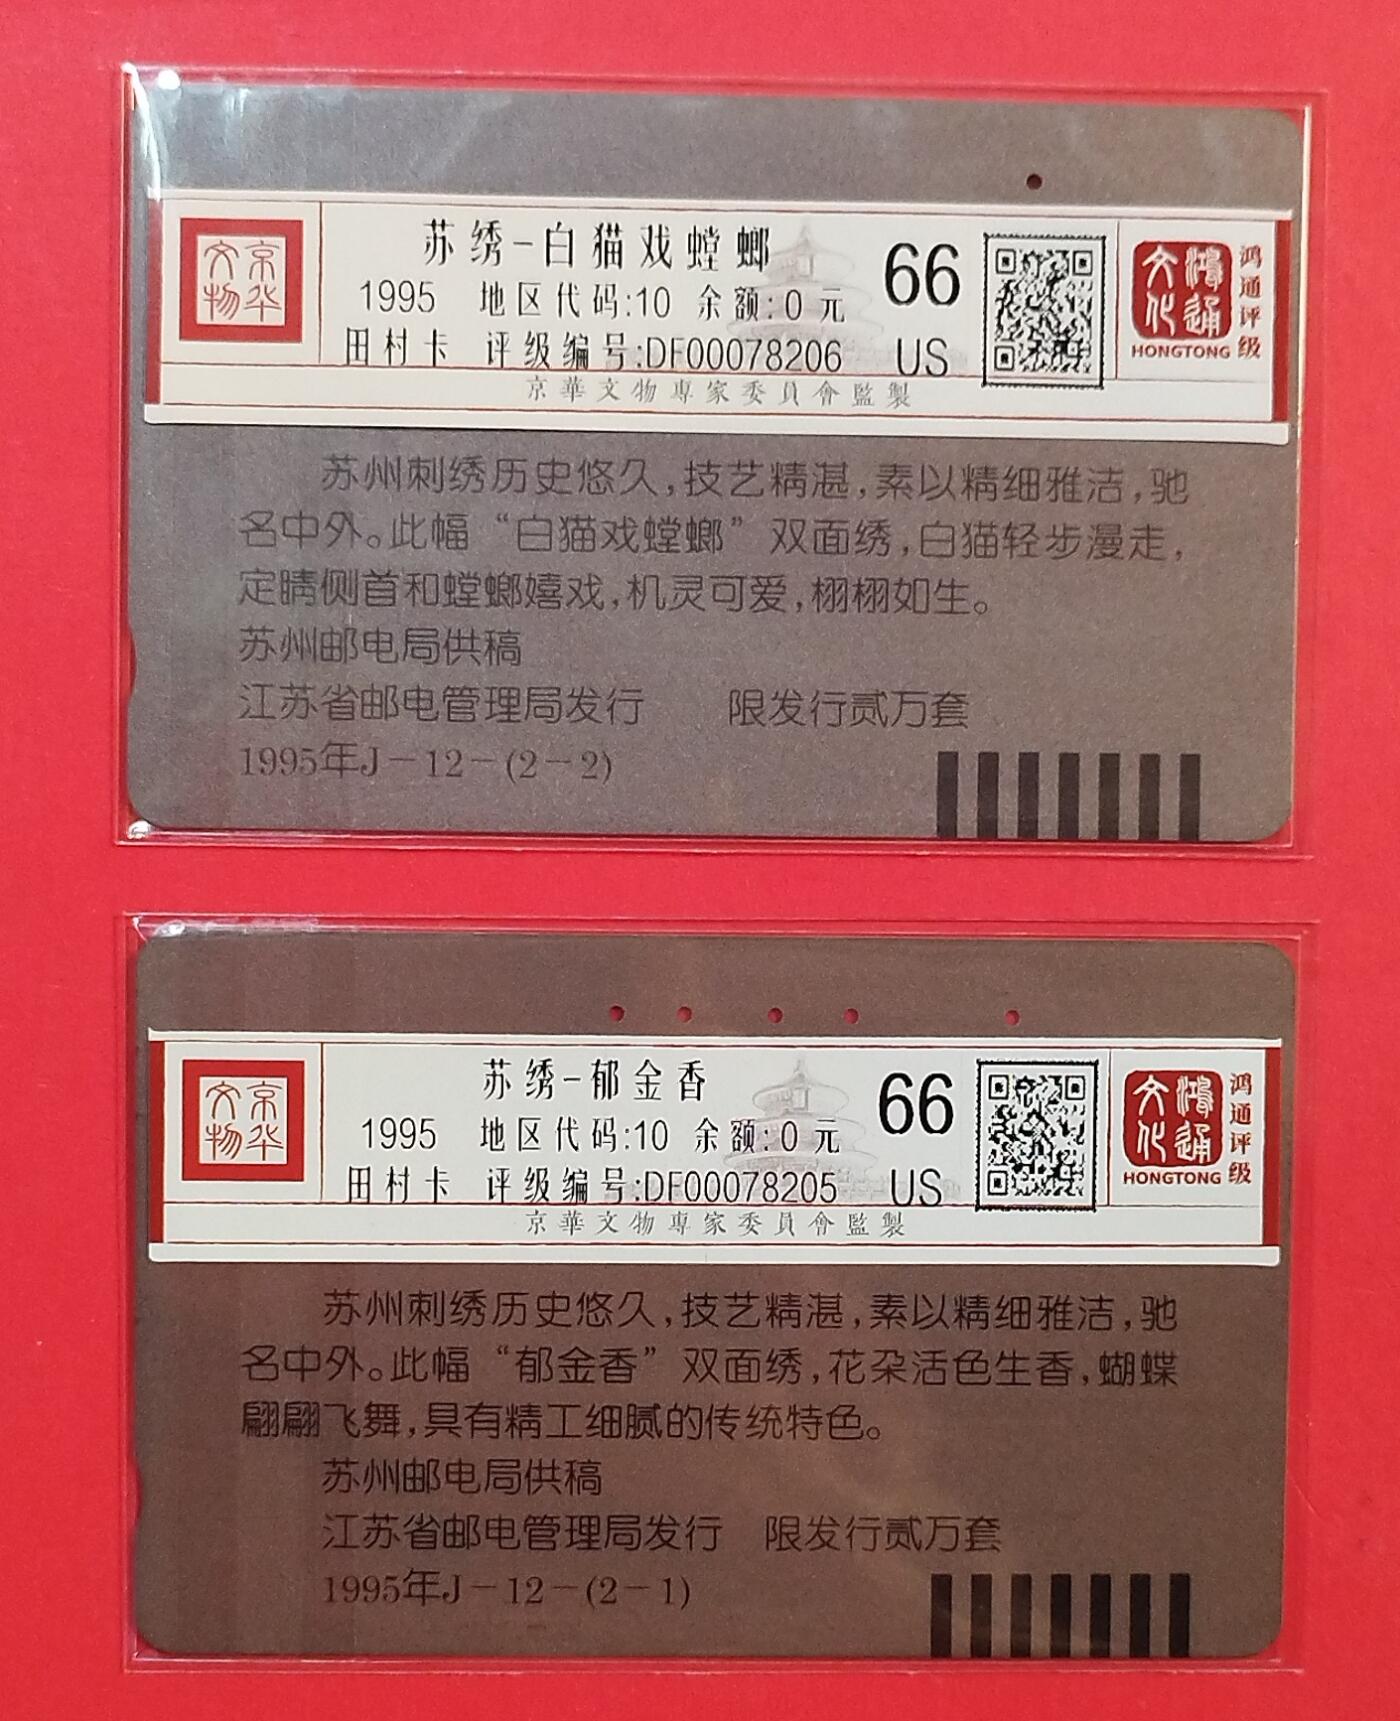 京华文物
苏绣-白猫戏螳螂
1995 地区代码:10 余额:0元
田村卡 评级编号:DF00078206
66
US
鸿通文化
HONGTONG
鸿通评级
京華文物專家委員會監製
苏州刺绣历史悠久,技艺精湛,素以精细雅洁,驰
名中外。此幅“白猫戏螳螂”双面绣,白猫轻步漫走,
定睛侧首和螳螂嬉戏,机灵可爱,栩栩如生。
苏州邮电局供稿
江苏省邮电管理局发行 限发行贰万套
1995年J-12-(2-2)
京华文物
苏绣-郁金香
1995 地区代码:10 余额:0元
田村卡 评级编号:DF00078205
66
US
鸿通文化
HONGTONG
鸿通评级
京華文物專家委員會監製
苏州刺绣历史悠久,技艺精湛,素以精细雅洁,驰
名中外。此幅“郁金香”双面绣,花朵活色生香,蝴蝶
翩翩飞舞,具有精工细腻的传统特色。
苏州邮电局供稿
江苏省邮电管理局发行 限发行贰万套
1995年J-12-(2-1)